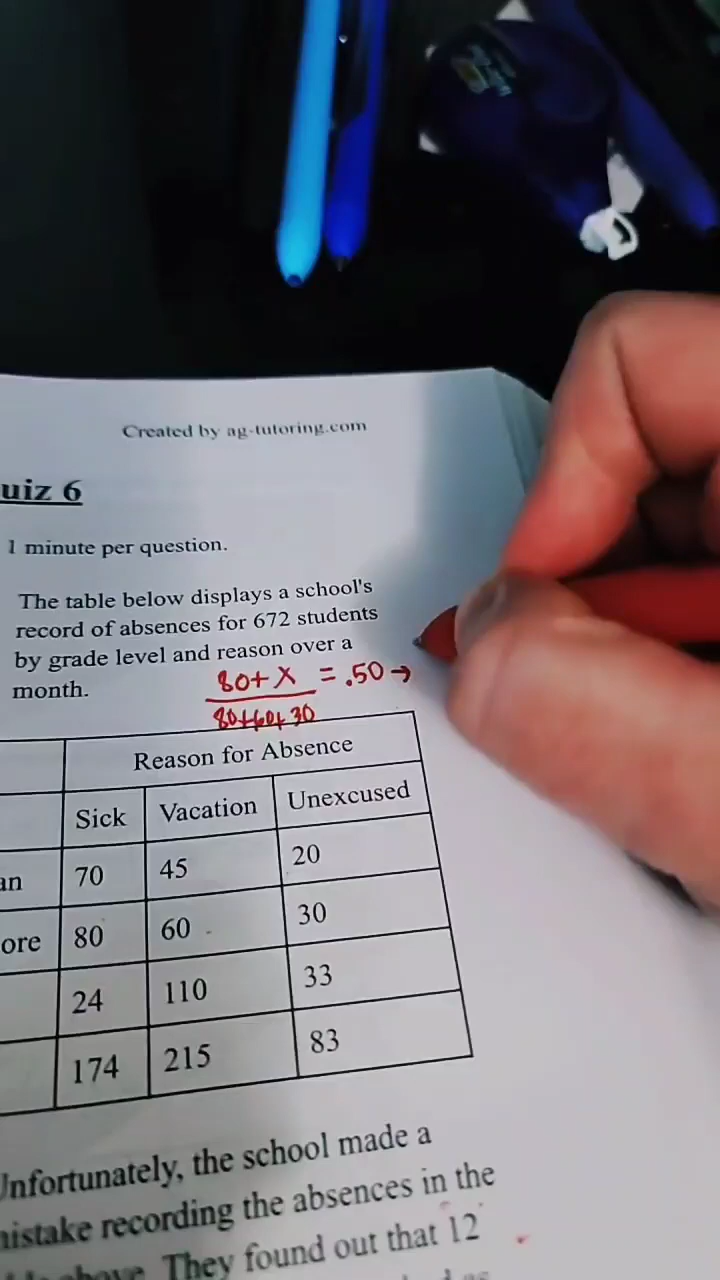 Created by ag-tutoring.com
uiz 6
1 minute per question.
The table below displays a school's
record of absences for 672 students
by grade level and reason over a
month.
80+x = .50 →
80+60+30
Reason for Absence
Sick Vacation Unexcused
an 70 45 20
ore 80 60 30
24 110 33
174 215 83
Unfortunately, the school made a
mistake recording the absences in the
above. They found out that 12